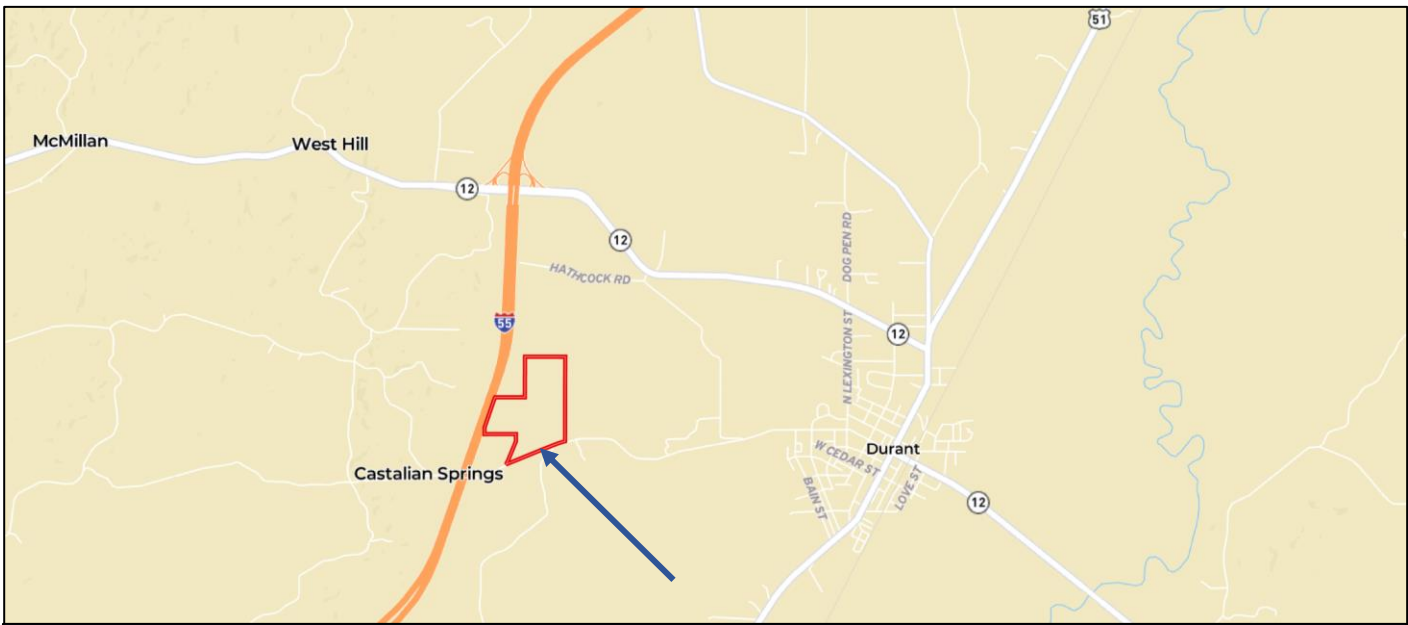 51
McMillan
West Hill
12
12
N LEXINGTON ST
DOG PEN RD
HATHCOCK RD
55
12
Durant
W CEDAR ST
Castalian Springs
BAIN ST
LOVE ST
12